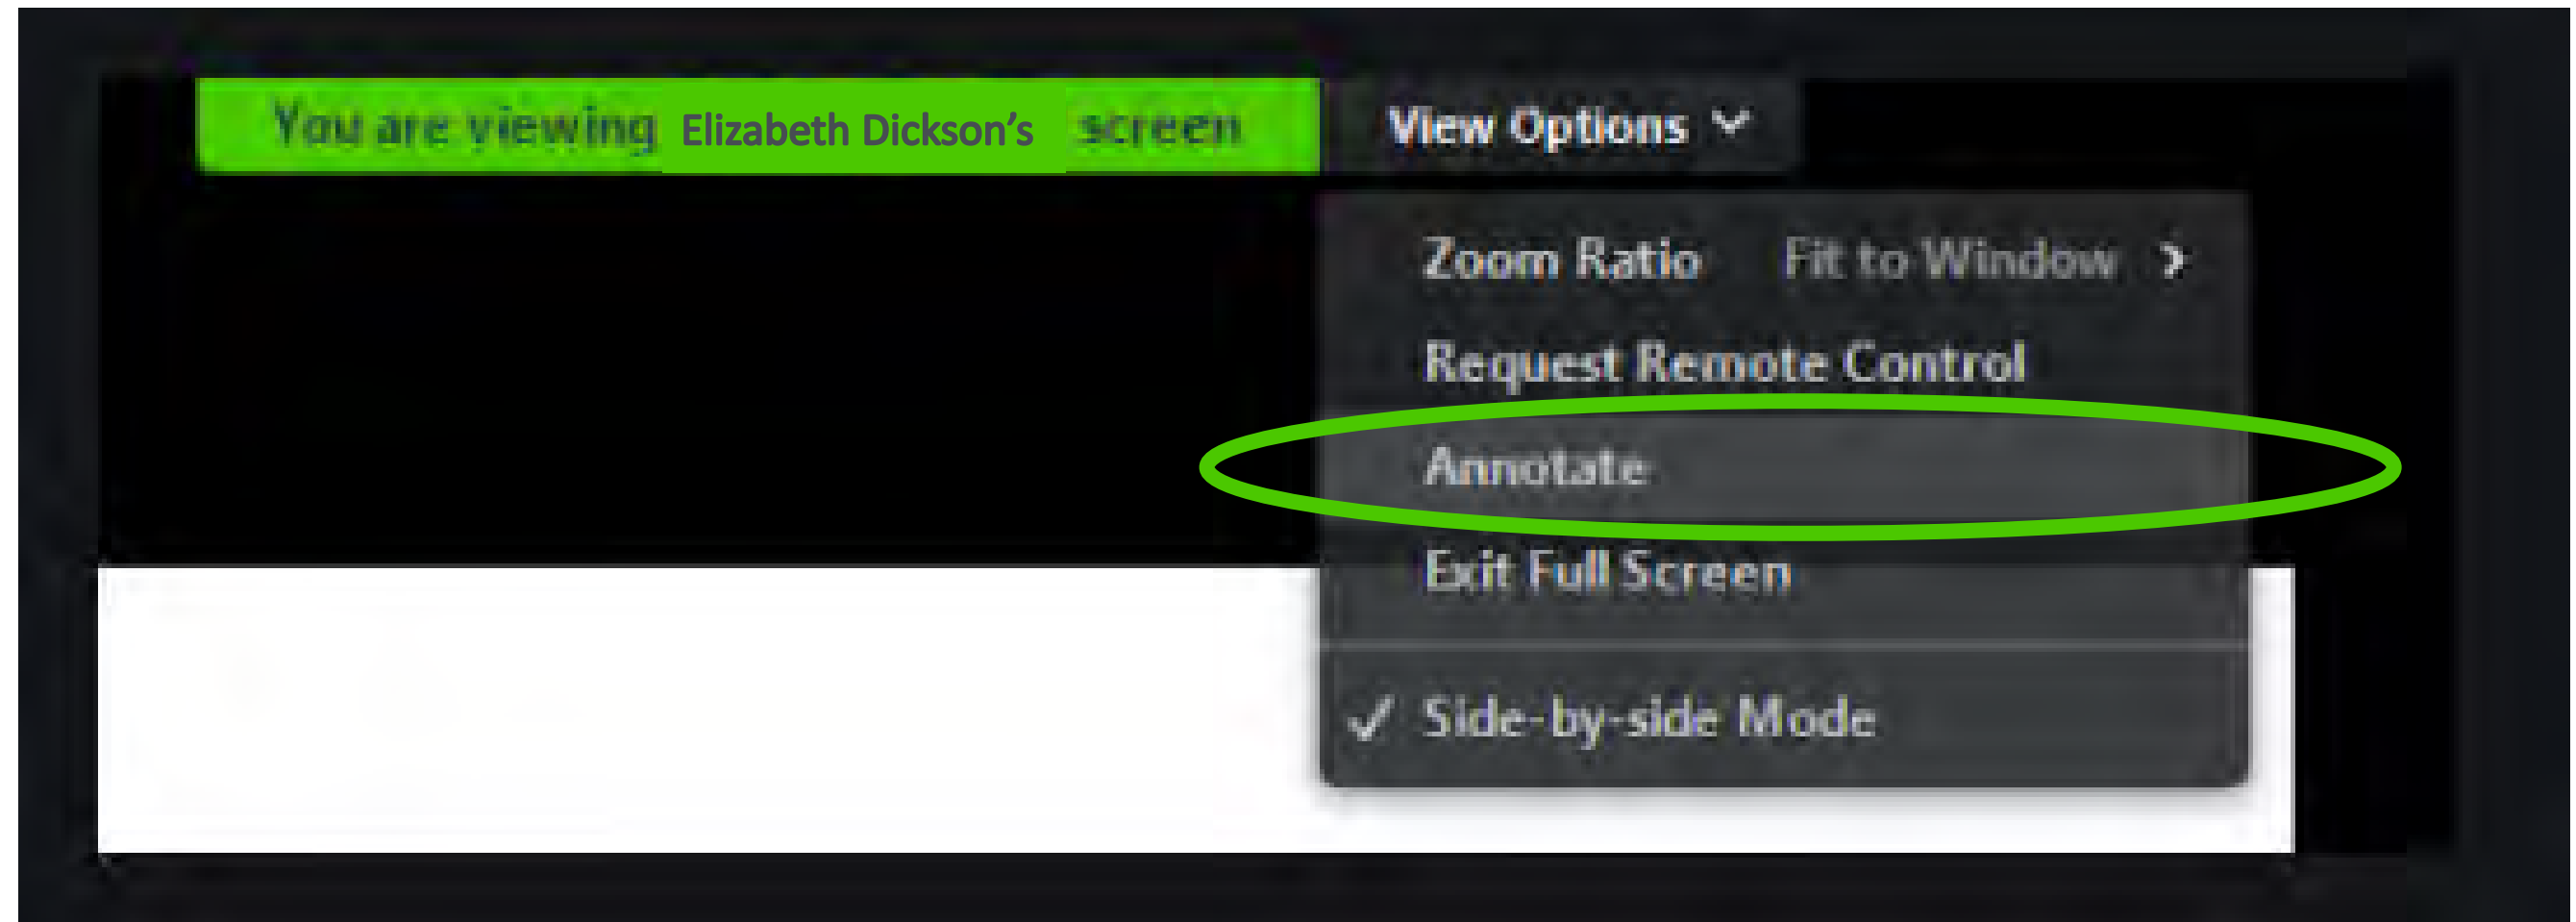 You are viewing Elizabeth Dickson’s screen View Options
Zoom Ratio Fit to Window
Request Remote Control
Annotate
Exit Full Screen
Side-by-side Mode